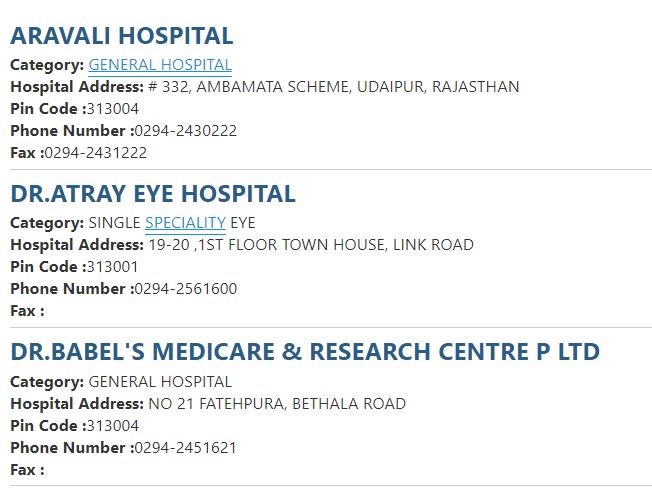 ARAVALI HOSPITAL
Category: GENERAL HOSPITAL
Hospital Address: # 332, AMBAMATA SCHEME, UDAIPUR, RAJASTHAN
Pin Code :313004
Phone Number :0294-2430222
Fax :0294-2431222
DR.ATRAY EYE HOSPITAL
Category: SINGLE SPECIALITY EYE
Hospital Address: 19-20 ,1ST FLOOR TOWN HOUSE, LINK ROAD
Pin Code :313001
Phone Number :0294-2561600
Fax :
DR.BABEL'S MEDICARE & RESEARCH CENTRE P LTD
Category: GENERAL HOSPITAL
Hospital Address: NO 21 FATEHPURA, BETHALA ROAD
Pin Code :313004
Phone Number :0294-2451621
Fax :